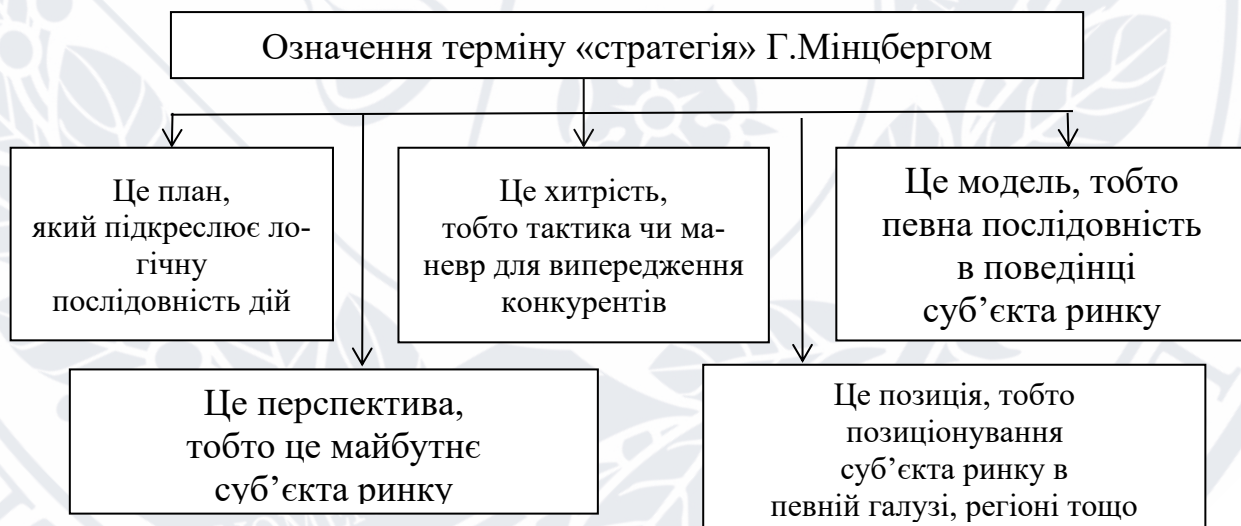 Означення терміну «стратегія» Г.Мінцбергом
Це план,
який підкреслює ло-
гічну
послідовність дій
Це хитрість,
тобто тактика чи ма-
невр для випередження
конкурентів
Це модель, тобто
певна послідовність
в поведінці
суб’єкта ринку
Це перспектива,
тобто це майбутнє
суб’єкта ринку
Це позиція, тобто
позиціонування
суб’єкта ринку в
певній галузі, регіоні тощо